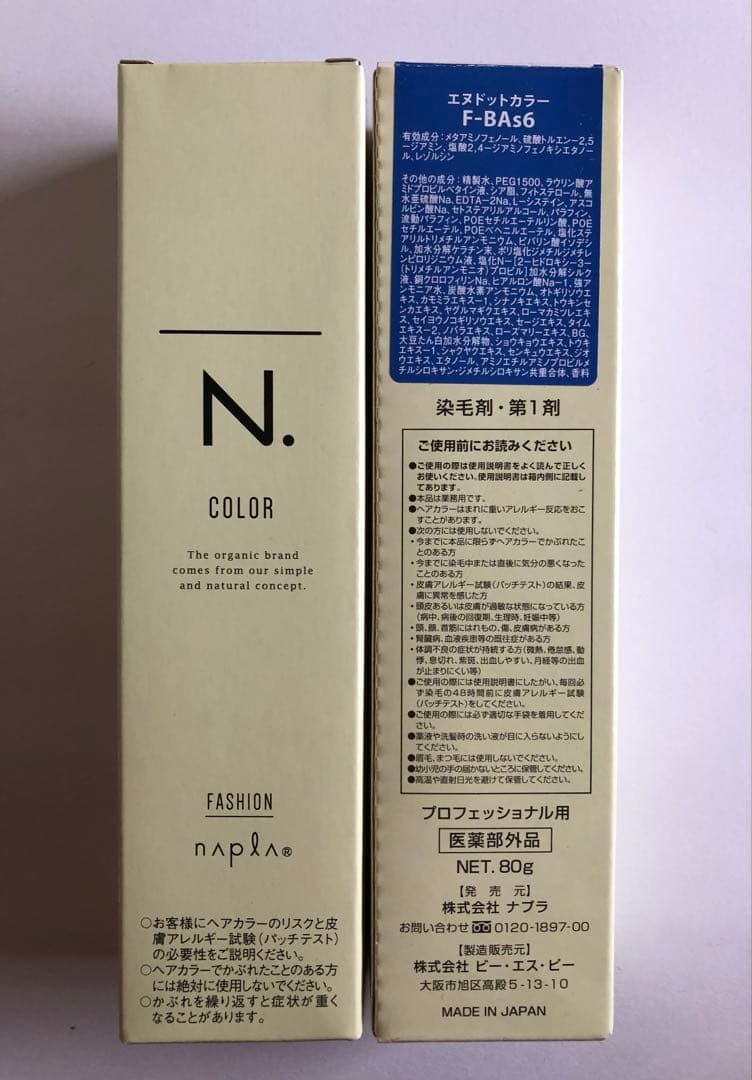 N.
COLOR
The organic brand
comes from our simple
and natural concept.
FASHION
napla®
○お客様にヘアカラーのリスクと皮
膚アレルギー試験（パッチテスト）
の必要性をご説明ください。
○ヘアカラーでかぶれたことのある方
には絶対に使用しないでください。
○かぶれを繰り返すと症状が重く
なることがあります。
エヌドットカラー
F-BAs6
有効成分：メタアミノフェノール、硫酸トルエン-2,5
-ジアミン、塩酸2,4-ジアミノフェノキシエタノー
ル、レゾルシン
その他の成分：精製水、PEG1500、ラウリン酸ア
ミドプロピルベタイン液、シア脂、フィトステロール、無
水亜硫酸Na、EDTA-2Na、L-システイン、アスコ
ルビン酸Na、セトステアリルアルコール、パラフィン、
流動パラフィン、POEセチルエーテルリン酸、POE
セチルエーテル、POEベヘニルエーテル、塩化ステ
アリルトリメチルアンモニウム、ピバリン酸イソデシ
ル、加水分解ケラチン末、ポリ塩化ジメチルジメチレ
ンピロリジニウム液、塩化N-[2-ヒドロキシ-3-
(トリメチルアンモニオ)プロピル]加水分解シルク
液、銅クロロフィリンNa、ヒアルロン酸Na-1、強ア
ンモニア水、炭酸水素アンモニウム、オトギリソウエ
キス、カモミラエキス-1、シナノキエキス、トウキンセ
ンカエキス、ヤグルマギクエキス、ローマカミツレエキ
ス、セイヨウノコギリソウエキス、セージエキス、タイム
エキス-2、ノバラエキス、ローズマリーエキス、BG、
大豆たん白加水分解物、ショウキョウエキス、トウキ
エキス-1、シャクヤクエキス、センキュウエキス、ジオ
ウエキス、エタノール、アミノエチルアミノプロピルメ
チルシロキサン・ジメチルシロキサン共重合体、香料
染毛剤・第1剤
ご使用前にお読みください
●ご使用の際は使用説明書をよく読んで正しく
お使いください。使用説明書は箱内側に記載し
てあります。
●本品は業務用です。
●ヘアカラーはまれに重いアレルギー反応をおこ
すことがあります。
●次の方には使用しないでください。
・今までに本品に限らずヘアカラーでかぶれたこ
とのある方
・今までに染毛中または直後に気分の悪くなった
ことのある方
・皮膚アレルギー試験（パッチテスト）の結果、皮
膚に異常を感じた方
・頭皮あるいは皮膚が過敏な状態になっている方
（病中、病後の回復期、生理時、妊娠中等）
・頭、顔、首筋にはれもの、傷、皮膚病がある方
・腎臓病、血液疾患等の既往症がある方
・体調不良の症状が持続する方（微熱、倦怠感、動
悸、息切れ、紫斑、出血しやすい、月経等の出血
が止まりにくい等）
●ご使用の際には使用説明書にしたがい、毎回必
ず染毛の48時間前に皮膚アレルギー試験
（パッチテスト）をしてください。
●ご使用の際には必ず適切な手袋を着用してくだ
さい。
●薬液や洗髪時の洗い液が目に入らないようにし
てください。
●眉毛、まつ毛には使用しないでください。
●幼小児の手の届かないところに保管してください。
●高温や直射日光を避けて保管してください。
プロフェッショナル用
医薬部外品
NET. 80g
【発売元】
株式会社 ナプラ
お問い合わせ 0120-1897-00
【製造販売元】
株式会社 ビー・エス・ピー
大阪市旭区高殿5-13-10
MADE IN JAPAN